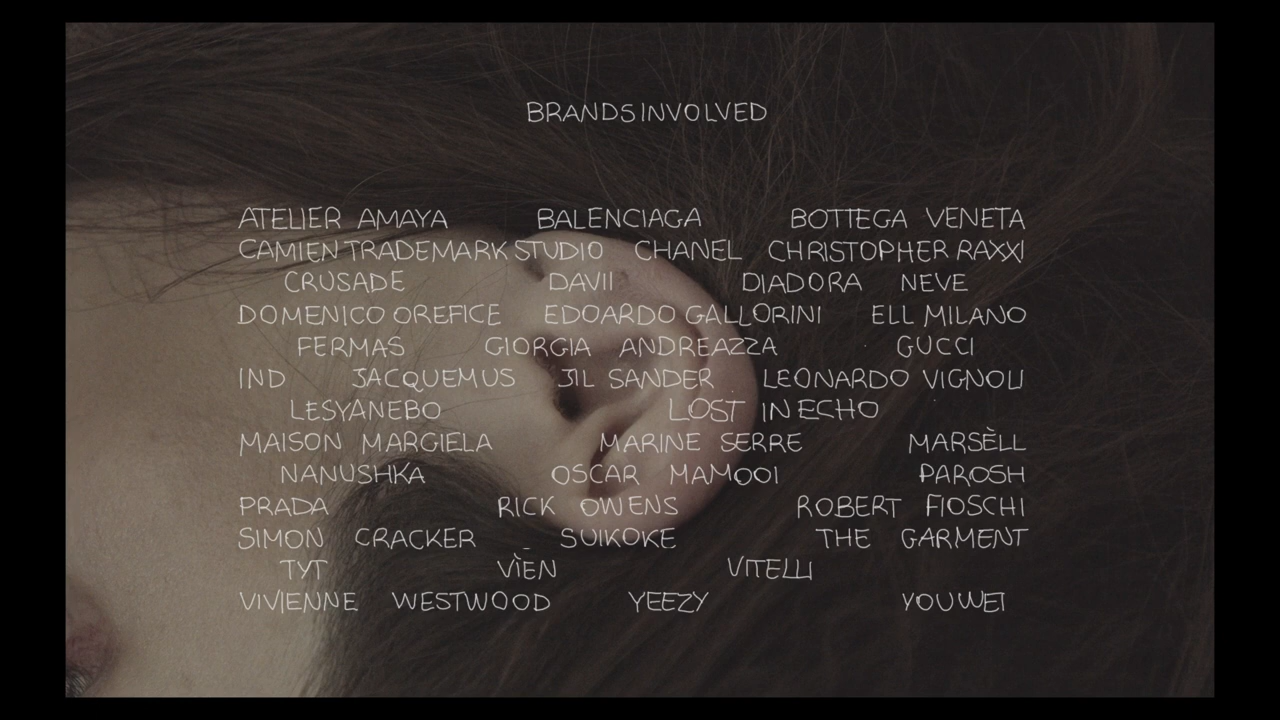 BRANDS INVOLVED
ATELIER AMAYA BALENCIAGA BOTTEGA VENETA
CAMIEN TRADEMARK STUDIO CHANEL CHRISTOPHER RAXXI
CRUSADE DAVII DIADORA NEVE
DOMENICO OREFICE EDOARDO GALLORINI ELL MILANO
FERMAS GIORGIA ANDREAZZA GUCCI
IND JACQUEMUS JIL SANDER LEONARDO VIGNOLI
LESYANEBO LOST IN ECHO
MAISON MARGIELA MARINE SERRE MARSÈLL
NANUSHKA OSCAR MAMOOI PAROSH
PRADA RICK OWENS ROBERT FIOSCHI
SIMON CRACKER SUIKOKE THE GARMENT
TYT VÌEN VITELLI
VIVIENNE WESTWOOD YEEZY YOUWEI